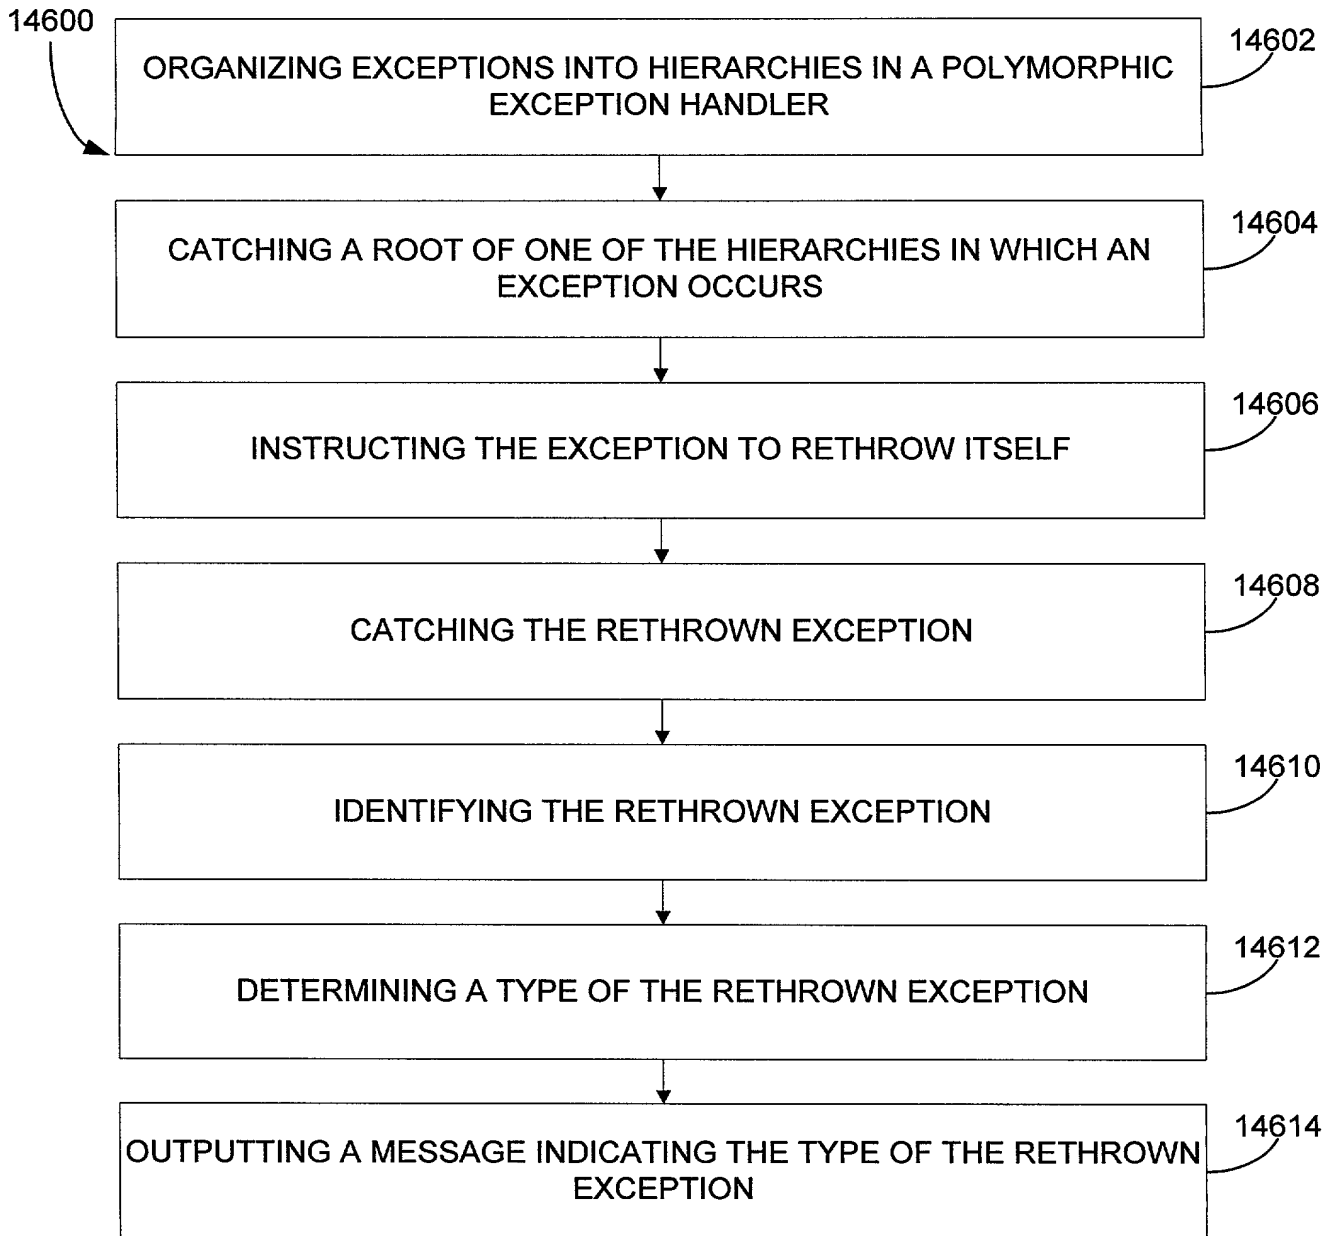 14600
14602
ORGANIZING EXCEPTIONS INTO HIERARCHIES IN A POLYMORPHIC
EXCEPTION HANDLER
14604
CATCHING A ROOT OF ONE OF THE HIERARCHIES IN WHICH AN
EXCEPTION OCCURS
14606
INSTRUCTING THE EXCEPTION TO RETHROW ITSELF
14608
CATCHING THE RETHROWN EXCEPTION
14610
IDENTIFYING THE RETHROWN EXCEPTION
14612
DETERMINING A TYPE OF THE RETHROWN EXCEPTION
14614
OUTPUTTING A MESSAGE INDICATING THE TYPE OF THE RETHROWN
EXCEPTION